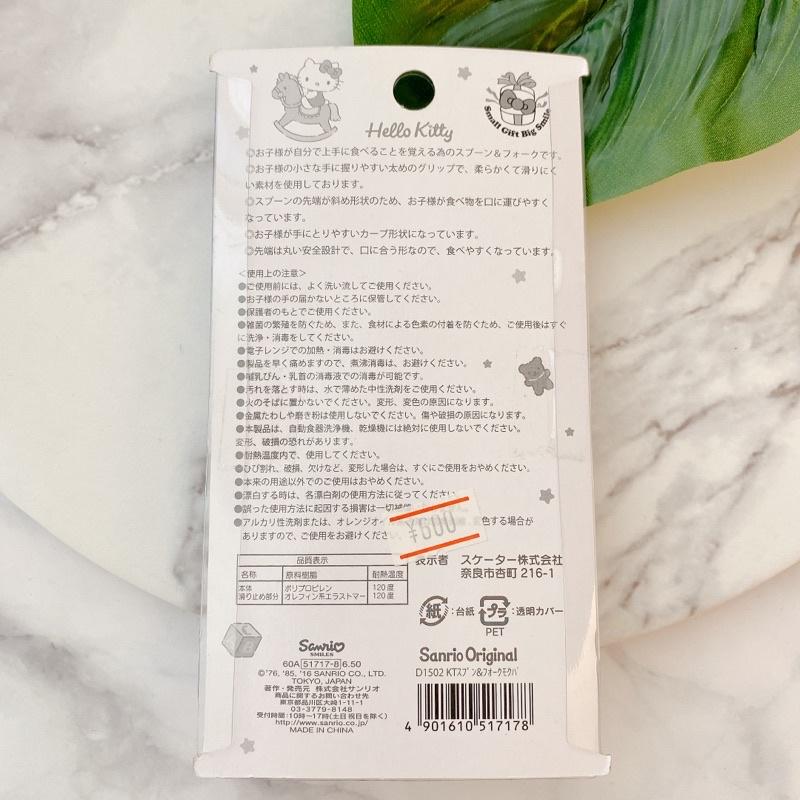 Small Gift Big Smile
Hello Kitty
◎お子様が自分で上手に食べることを覚える為のスプーン＆フォークです。
◎お子様の小さな手に握りやすい太めのグリップで、柔らかくて滑りにく
い素材を使用しております。
◎スプーンの先端が斜め形状のため、お子様が食べ物を口に運びやすく
なっています。
◎お子様が手にとりやすいカーブ形状になっています。
◎先端は丸い安全設計で、口に合う形なので、食べやすくなっています。
＜使用上の注意＞
●ご使用前には、よく洗い流してご使用ください。
●お子様の手の届かないところに保管してください。
●保護者のもとでご使用ください。
●雑菌の繁殖を防ぐため、また、食材による色素の付着を防ぐため、ご使用後はすぐ
に洗浄・消毒をしてください。
●電子レンジでの加熱・消毒はお避けください。
●製品を早く痛めますので、煮沸消毒は、お避けください。
●哺乳びん・乳首の消毒液での消毒が可能です。
●汚れを落とす時は、水で薄めた中性洗剤をご使用ください。
●火のそばに置かないでください。変形、変色の原因になります。
●金属たわしや磨き粉は使用しないでください。傷や破損の原因になります。
●本製品は、自動食器洗浄機、乾燥機には絶対に使用しないでください。
変形、破損の恐れがあります。
●耐熱温度内で、使用してください。
●ひび割れ、破損、欠けなど、変形した場合は、すぐにご使用をおやめください。
●本来の用途以外でのご使用はおやめください。
●漂白する時は、各漂白剤の使用方法に従ってください。
●誤った使用方法に起因する損害は一切補償
●アルカリ性洗剤または、オレンジオイ 色する場合が
ありますので、ご使用をお避けくださ
¥600
品質表示
名称 原料樹脂 耐熱温度
本体 ポリプロピレン 120度
滑り止め部分 オレフィン系エラストマー 120度
表示者 スケーター株式会社
奈良市杏町 216-1
紙 :台紙 プラ :透明カバー
PET
Sanrio
SMILES
60A 51717-8 6.50
©'76, '85, '16 SANRIO CO., LTD.
TOKYO, JAPAN
著作・発売元 株式会社サンリオ
商品に関するお問い合わせ先
東京都品川区大崎1-11-1
03-3779-8148
受付時間:10時〜17時(土日祝日を除く)
http://www.sanrio.co.jp/
MADE IN CHINA
Sanrio Original
D1502 KTスプーン&フォークモクバ
4 901610 517178